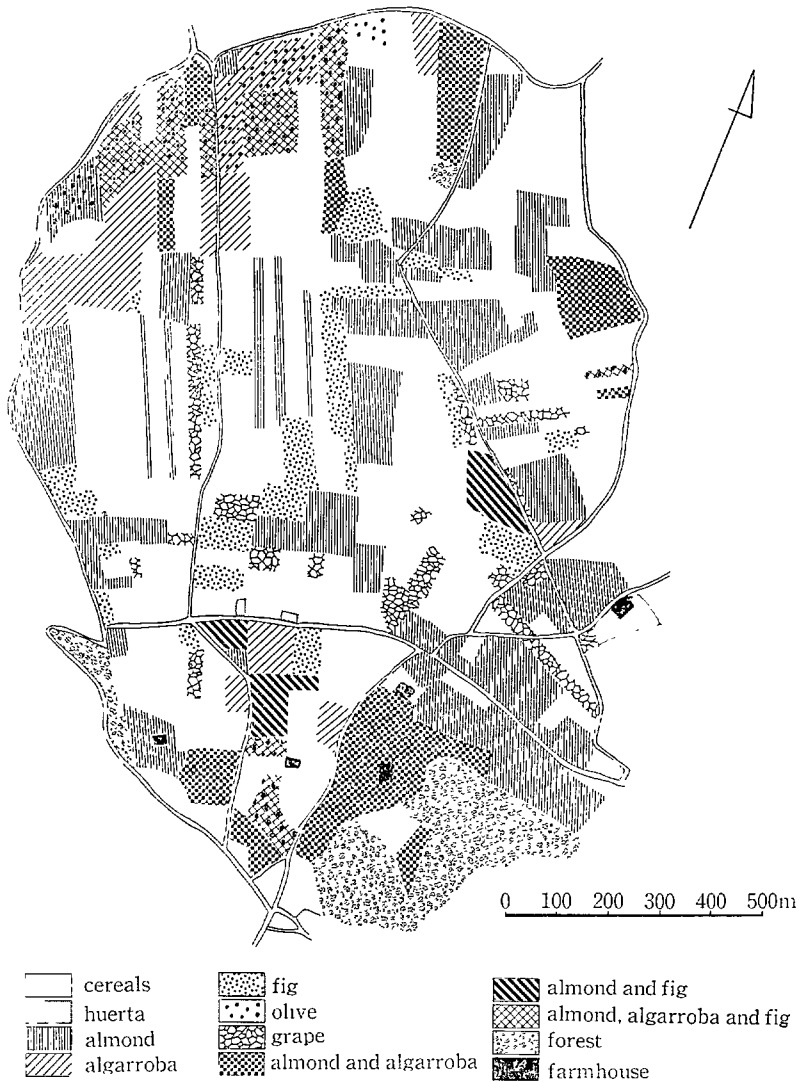 0 100 200 300 400 500m
cereals
huerta
almond
algarroba
fig
olive
grape
almond and algarroba
almond and fig
almond, algarroba and fig
forest
farmhouse